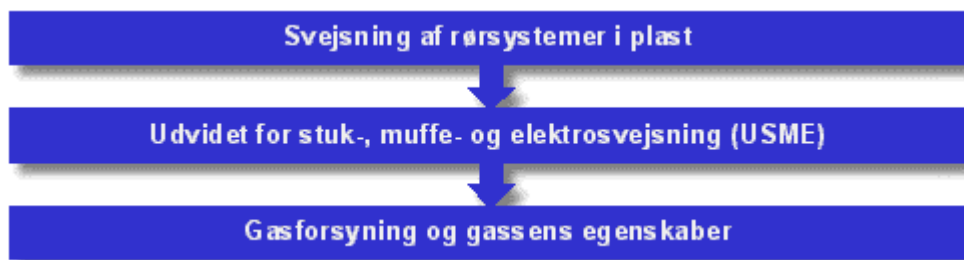 Svejsning af rørsystemer i plast
Udvidet for stuk-, muffe- og elektrosvejsning (USME)
Gasforsyning og gassens egenskaber